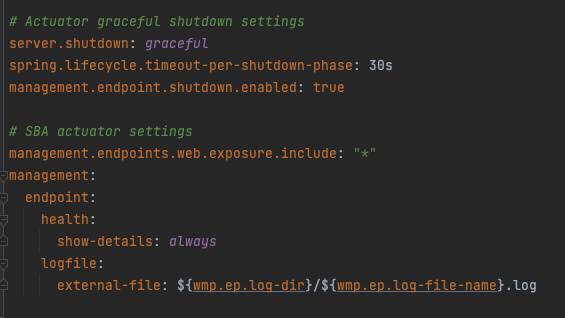 # Actuator graceful shutdown settings
server.shutdown: graceful
spring.lifecycle.timeout-per-shutdown-phase: 30s
management.endpoint.shutdown.enabled: true

# SBA actuator settings
management.endpoints.web.exposure.include: "*"
management:
  endpoint:
    health:
      show-details: always
    logfile:
      external-file: ${wmp.ep.log-dir}/${wmp.ep.log-file-name}.log